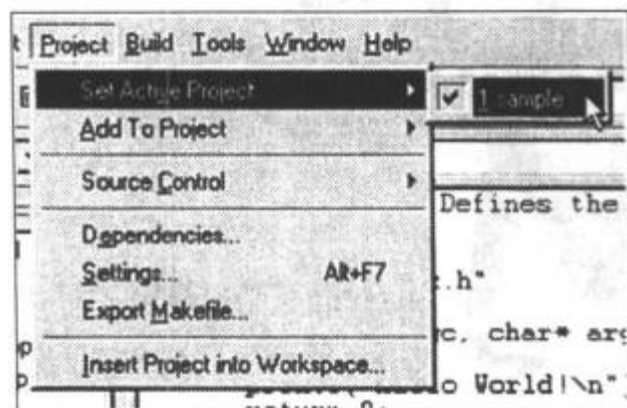 t Project Build Tools Window Help
Set Active Project
1 sample
Add To Project
Source Control
Defines the
Dependencies...
Settings... Alt+F7
.h"
Export Makefile...
c, char* arg
Insert Project into Workspace...
o World!\n"